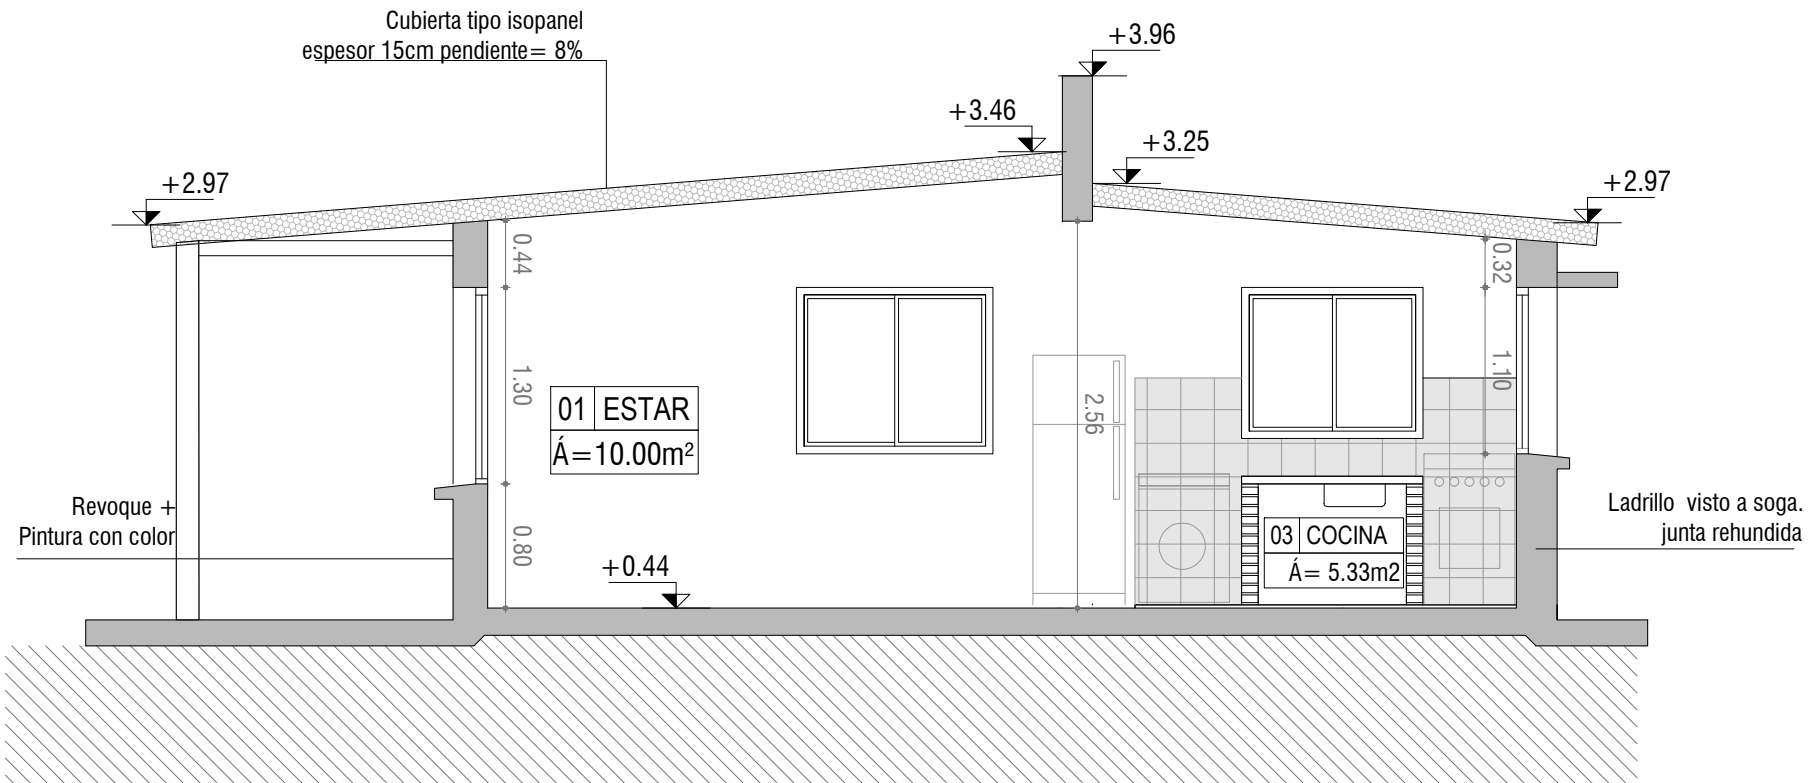 Cubierta tipo isopanel
espesor 15cm pendiente= 8%
+3.96
+3.46
+3.25
+2.97
+2.97
0.44
0.32
1.30
1.10
2.56
01 ESTAR
Á=10.00m²
Revoque +
Pintura con color
Ladrillo visto a soga.
junta rehundida
03 COCINA
Á= 5.33m2
0.80
+0.44